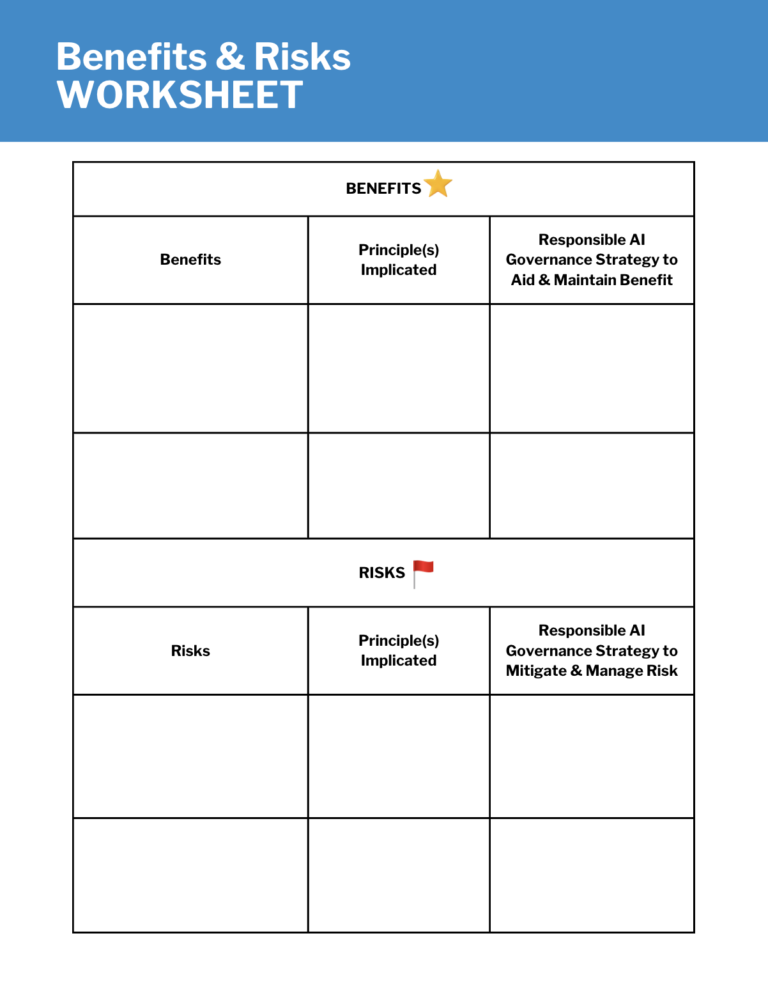 Benefits & Risks
WORKSHEET
BENEFITS
Benefits
Principle(s)
Implicated
Responsible AI
Governance Strategy to
Aid & Maintain Benefit
RISKS
Risks
Principle(s)
Implicated
Responsible AI
Governance Strategy to
Mitigate & Manage Risk